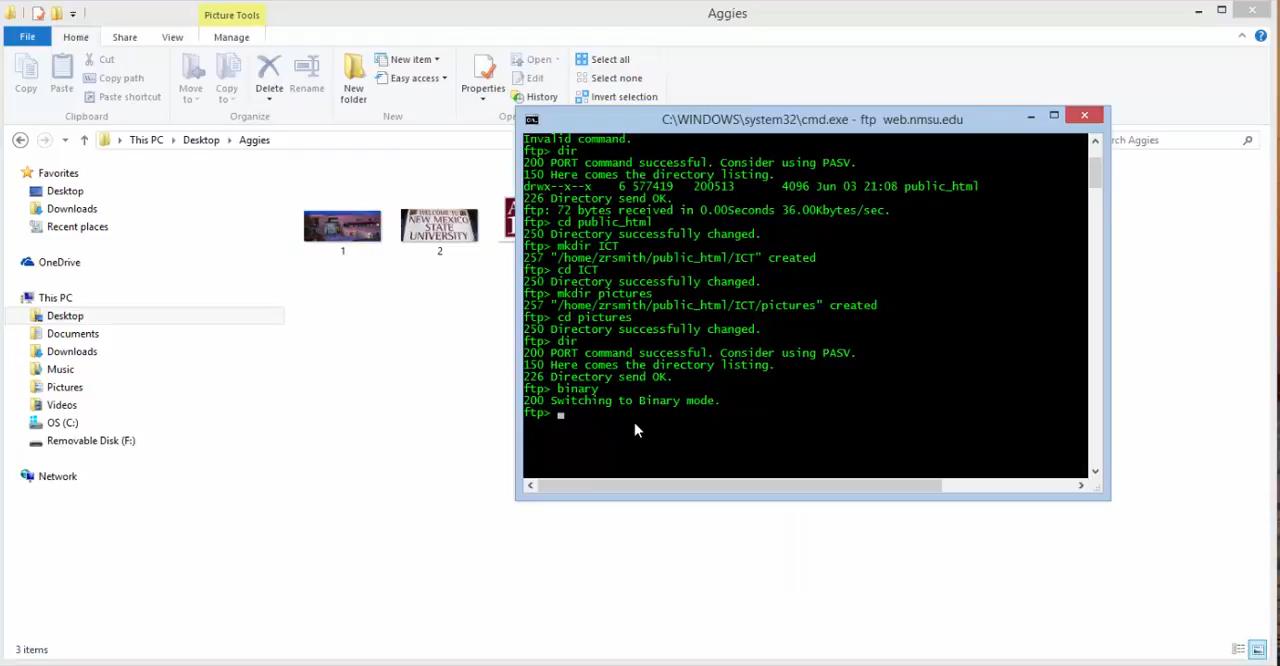 Picture Tools
Aggies
File
Home
Share
View
Manage
Copy
Paste
Cut
Copy path
Paste shortcut
Clipboard
Move to
Copy to
Delete
Rename
Organize
New folder
New item
Easy access
New
Properties
Open
Edit
History
Op
Select all
Select none
Invert selection
This PC
Desktop
Aggies
rch Aggies
Favorites
Desktop
Downloads
Recent places
OneDrive
This PC
Desktop
Documents
Downloads
Music
Pictures
Videos
OS (C:)
Removable Disk (F:)
Network
WELCOME TO
NEW MEXICO
STATE
UNIVERSITY
1
2
C:\WINDOWS\system32\cmd.exe - ftp web.nmsu.edu
Invalid command.
ftp> dir
200 PORT command successful. Consider using PASV.
150 Here comes the directory listing.
drwx--x--x 6 577419 200513 4096 Jun 03 21:08 public_html
226 Directory send OK.
ftp: 72 bytes received in 0.00Seconds 36.00Kbytes/sec.
ftp> cd public_html
250 Directory successfully changed.
ftp> mkdir ICT
257 "/home/zrsmith/public_html/ICT" created
ftp> cd ICT
250 Directory successfully changed.
ftp> mkdir pictures
257 "/home/zrsmith/public_html/ICT/pictures" created
ftp> cd pictures
250 Directory successfully changed.
ftp> dir
200 PORT command successful. Consider using PASV.
150 Here comes the directory listing.
226 Directory send OK.
ftp> binary
200 Switching to Binary mode.
ftp>
3 items